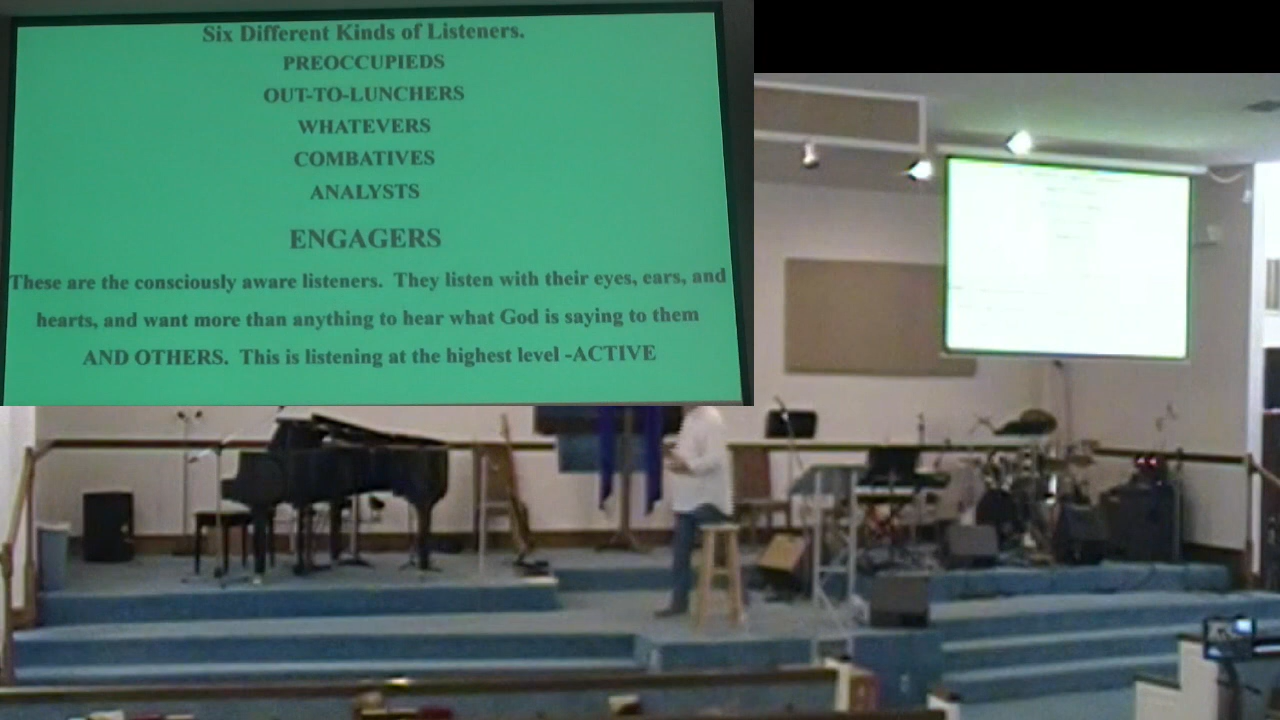 Six Different Kinds of Listeners.
PREOCCUPIEDS
OUT-TO-LUNCHERS
WHATEVERS
COMBATIVES
ANALYSTS
ENGAGERS
These are the consciously aware listeners. They listen with their eyes, ears, and
hearts, and want more than anything to hear what God is saying to them
AND OTHERS. This is listening at the highest level -ACTIVE